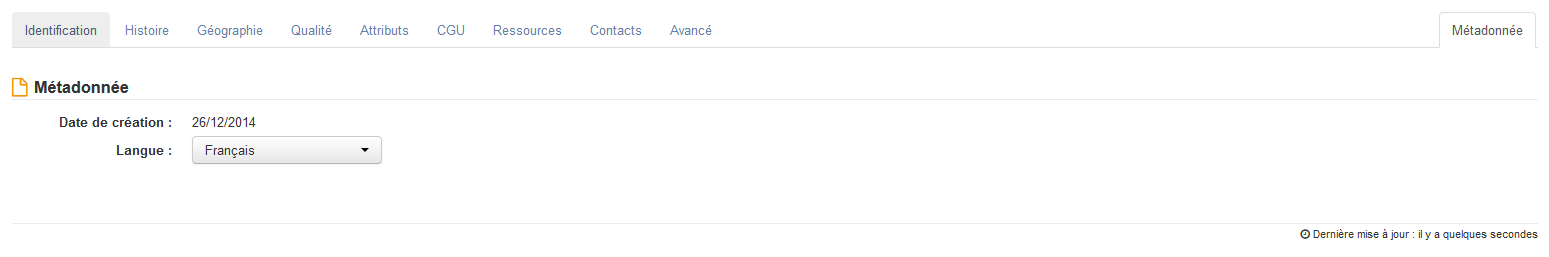 Identification Histoire Géographie Qualité Attributs CGU Ressources Contacts Avancé Métadonnée
Métadonnée
Date de création : 26/12/2014
Langue : Français
Dernière mise à jour : il y a quelques secondes